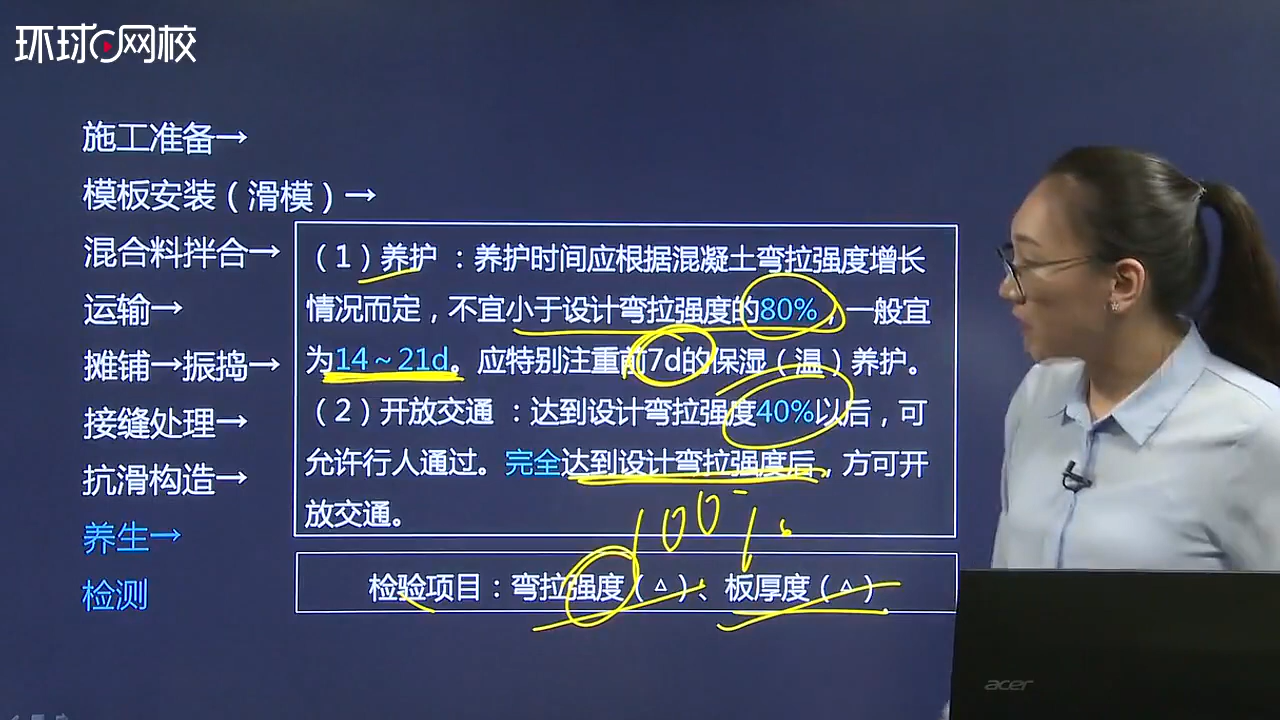 环球网校
施工准备→
模板安装（滑模）→
混合料拌合→
运输→
摊铺→振捣→
接缝处理→
抗滑构造→
养生→
检测
（1）养护 ：养护时间应根据混凝土弯拉强度增长
情况而定，不宜小于设计弯拉强度的80%，一般宜
为14～21d。应特别注重前7d的保湿（温）养护。
（2）开放交通 ：达到设计弯拉强度40%以后，可
允许行人通过。完全达到设计弯拉强度后，方可开
放交通。
100%
检验项目：弯拉强度（△）、板厚度（△）
acer